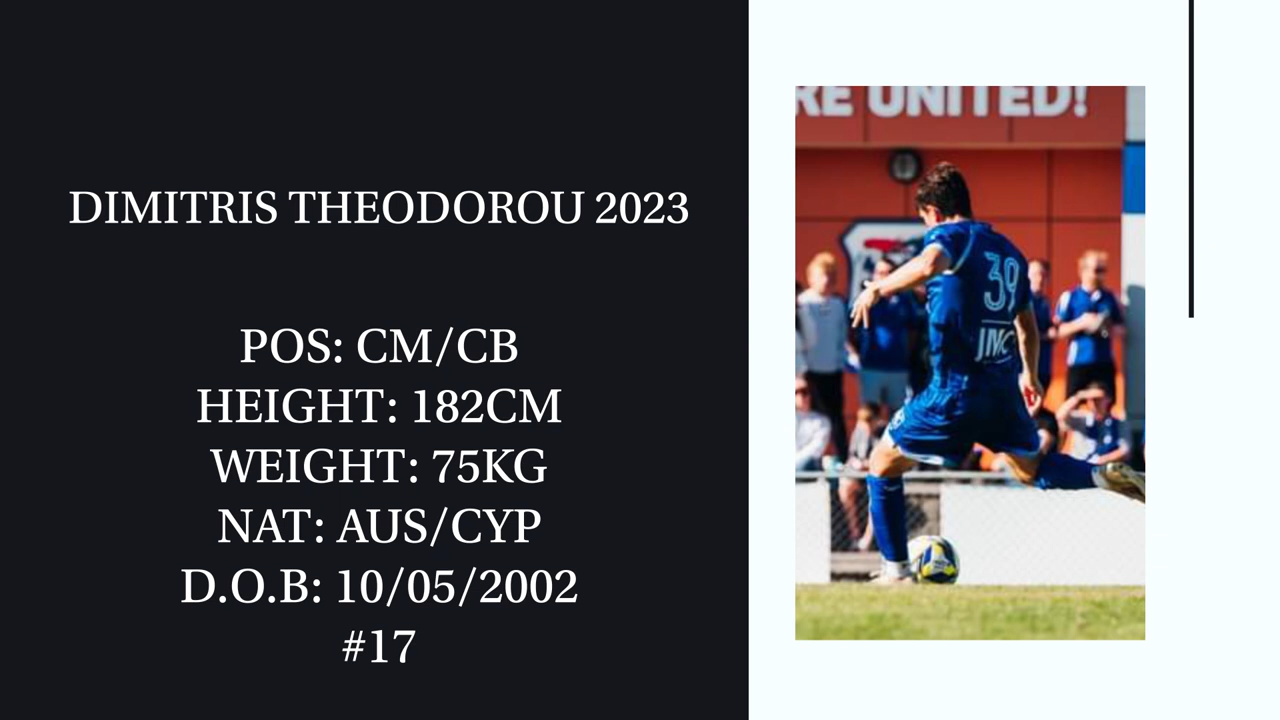 DIMITRIS THEODOROU 2023
POS: CM/CB
HEIGHT: 182CM
WEIGHT: 75KG
NAT: AUS/CYP
D.O.B: 10/05/2002
#17
RE UNITED!
39
JMC